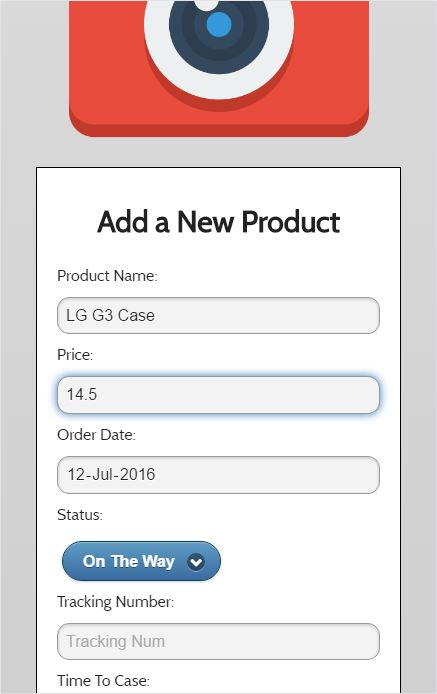 Add a New Product
Product Name:
LG G3 Case
Price:
14.5
Order Date:
12-Jul-2016
Status:
On The Way
Tracking Number:
Tracking Num
Time To Case: